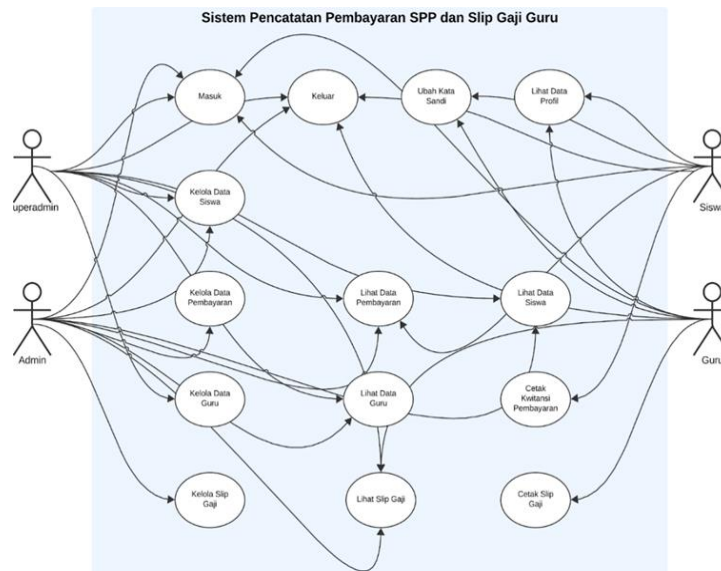 Sistem Pencatatan Pembayaran SPP dan Slip Gaji Guru
Masuk
Keluar
Ubah Kata
Sandi
Lihat Data
Profil
uperadmin
Kelola Data
Siswa
Siswa
Kelola Data
Pembayaran
Lihat Data
Pembayaran
Lihat Data
Siswa
Admin
Guru
Kelola Data
Guru
Lihat Data
Guru
Cetak
Kwitansi
Pembayaran
Kelola Slip
Gaji
Lihat Slip Gaji
Cetak Slip
Gaji